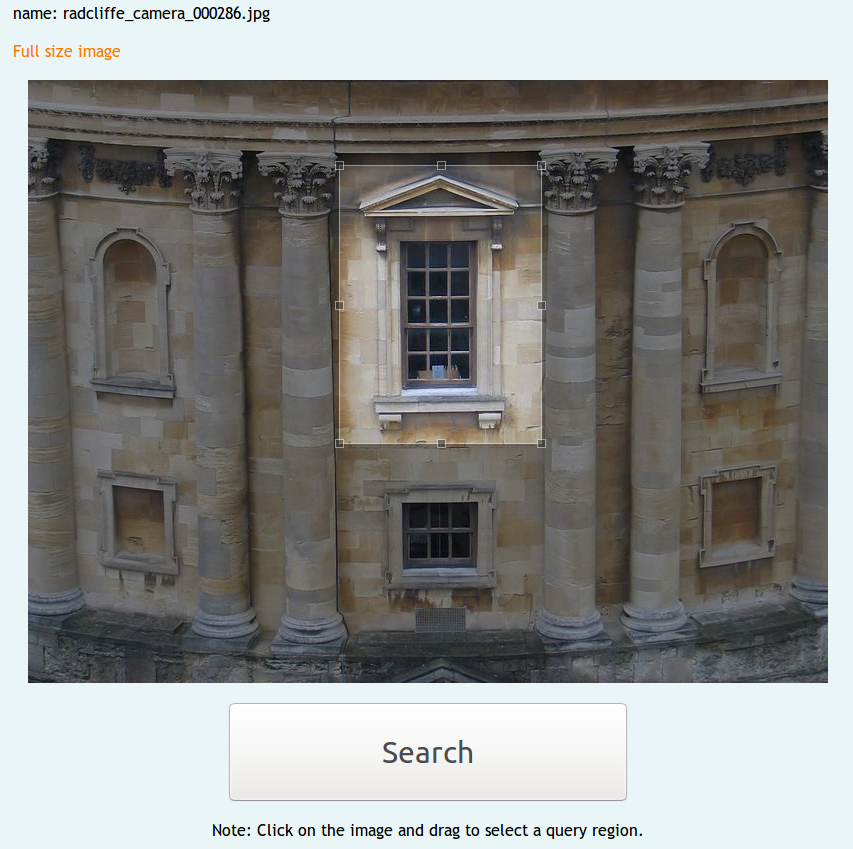 name: radcliffe_camera_000286.jpg
Full size image
Search
Note: Click on the image and drag to select a query region.